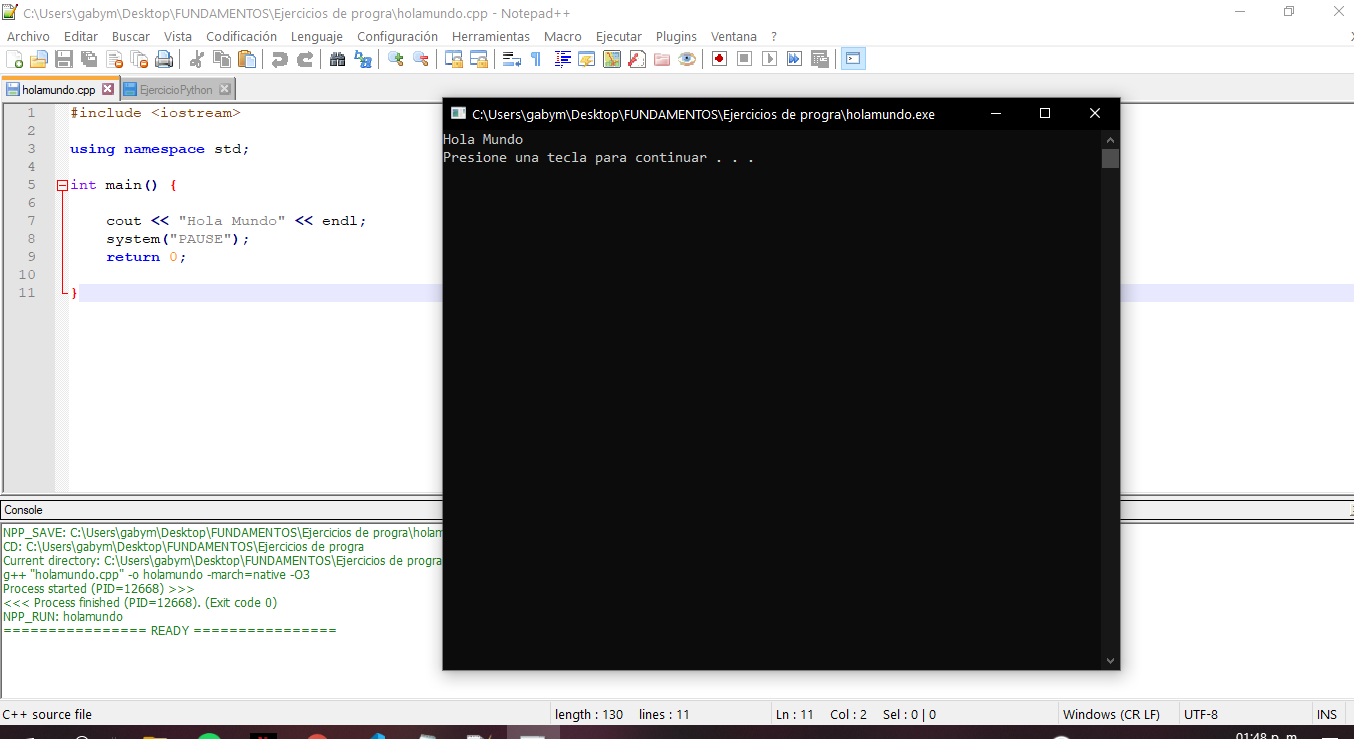 C:\Users\gabym\Desktop\FUNDAMENTOS\Ejercicios de progra\holamundo.cpp - Notepad++
Archivo Editar Buscar Vista Codificación Lenguaje Configuración Herramientas Macro Ejecutar Plugins Ventana ?
holamundo.cpp EjercicioPython
1 #include <iostream>
2
3 using namespace std;
4
5 int main() {
6
7 cout << "Hola Mundo" << endl;
8 system("PAUSE");
9 return 0;
10
11 }
C:\Users\gabym\Desktop\FUNDAMENTOS\Ejercicios de progra\holamundo.exe
Hola Mundo
Presione una tecla para continuar . . .
Console
NPP_SAVE: C:\Users\gabym\Desktop\FUNDAMENTOS\Ejercicios de progra\holam
CD: C:\Users\gabym\Desktop\FUNDAMENTOS\Ejercicios de progra
Current directory: C:\Users\gabym\Desktop\FUNDAMENTOS\Ejercicios de progra
g++ "holamundo.cpp" -o holamundo -march=native -O3
Process started (PID=12668) >>>
<<< Process finished (PID=12668). (Exit code 0)
NPP_RUN: holamundo
================ READY ================
C++ source file length : 130 lines : 11 Ln : 11 Col : 2 Sel : 0 | 0 Windows (CR LF) UTF-8 INS
01:48 p. m.